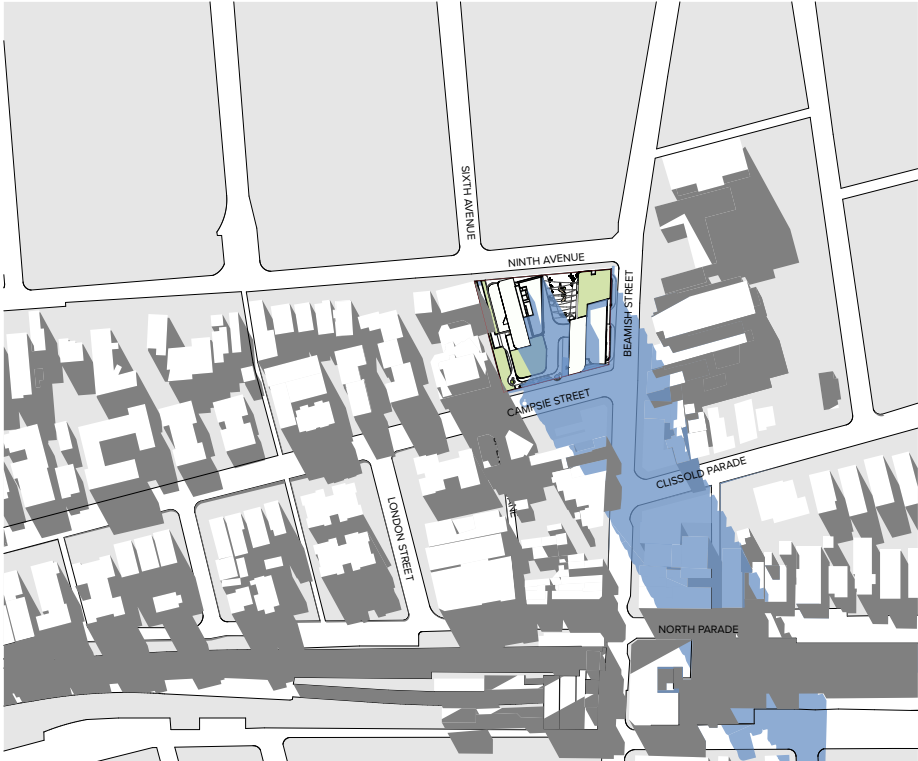 SIXTH AVENUE
NINTH AVENUE
BEAMISH STREET
CAMPSIE STREET
CLISSOLD PARADE
LONDON STREET
NORTH PARADE